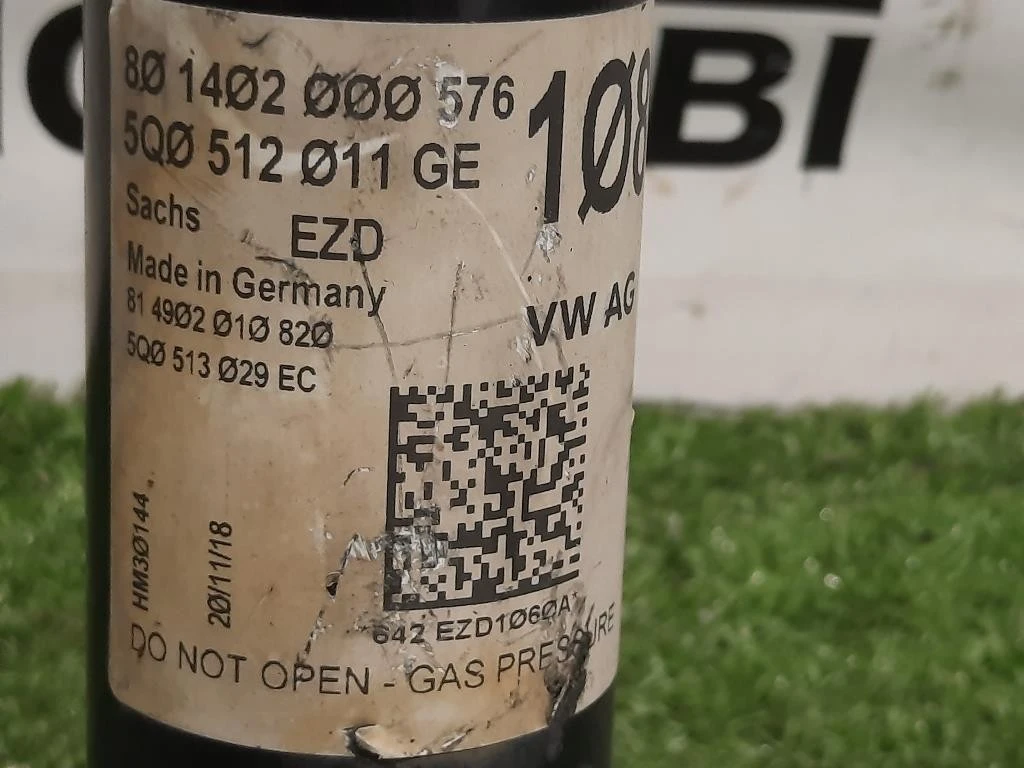 8Ø 14Ø2 ØØØ 576
5QØ 512 Ø11 GE
1Ø8
Sachs
EZD
Made in Germany
81 49Ø2 Ø1Ø 82Ø
5QØ 513 Ø29 EC
VW AG
HM3Ø144
2Ø/11/18
642 EZD1Ø6ØA
DO NOT OPEN - GAS PRESSURE
BI